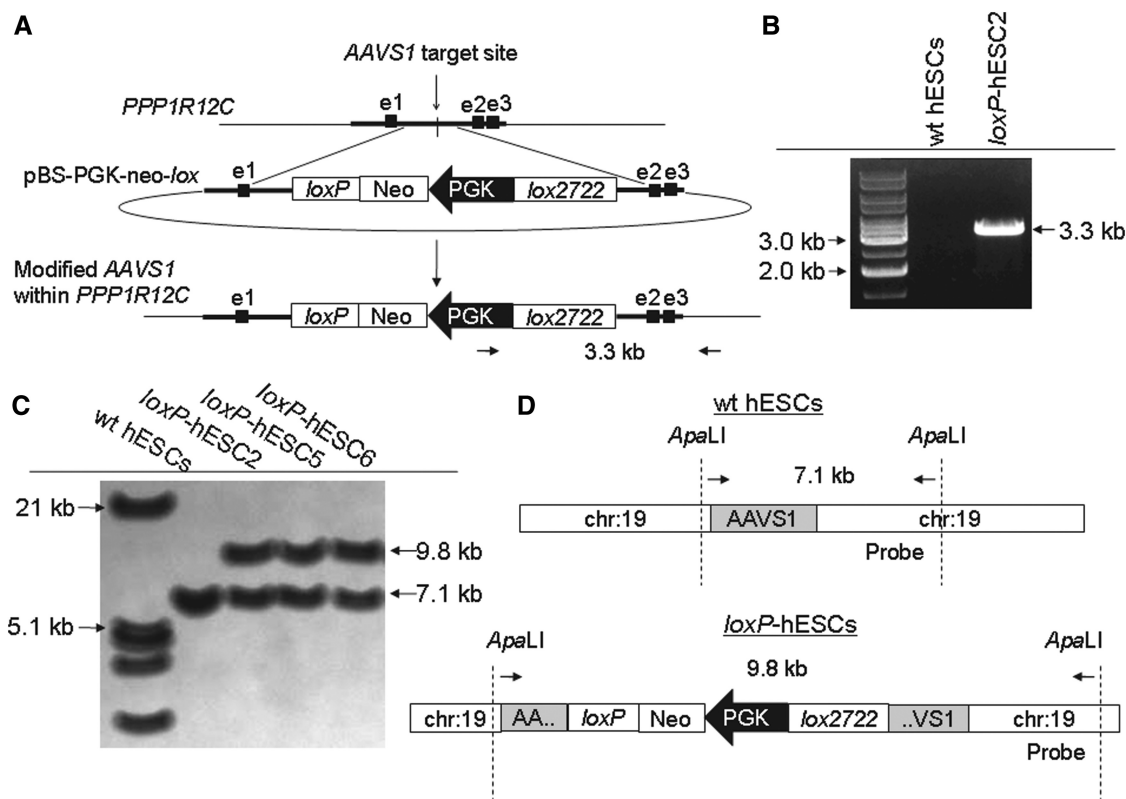 A
AAVS1 target site
PPP1R12C
e1
e2e3
pBS-PGK-neo-lox
e1
loxP
Neo
PGK
lox2722
e2 e3
Modified AAVS1
within PPP1R12C
e1
loxP
Neo
PGK
lox2722
e2e3
3.3 kb
B
wt hESCs
loxP-hESC2
3.0 kb
2.0 kb
3.3 kb
C
wt hESCs
loxP-hESC2
loxP-hESC5
loxP-hESC6
21 kb
5.1 kb
9.8 kb
7.1 kb
D
wt hESCs
ApaLI
ApaLI
7.1 kb
chr:19
AAVS1
chr:19
Probe
loxP-hESCs
ApaLI
ApaLI
9.8 kb
chr:19
AA..
loxP
Neo
PGK
lox2722
..VS1
chr:19
Probe